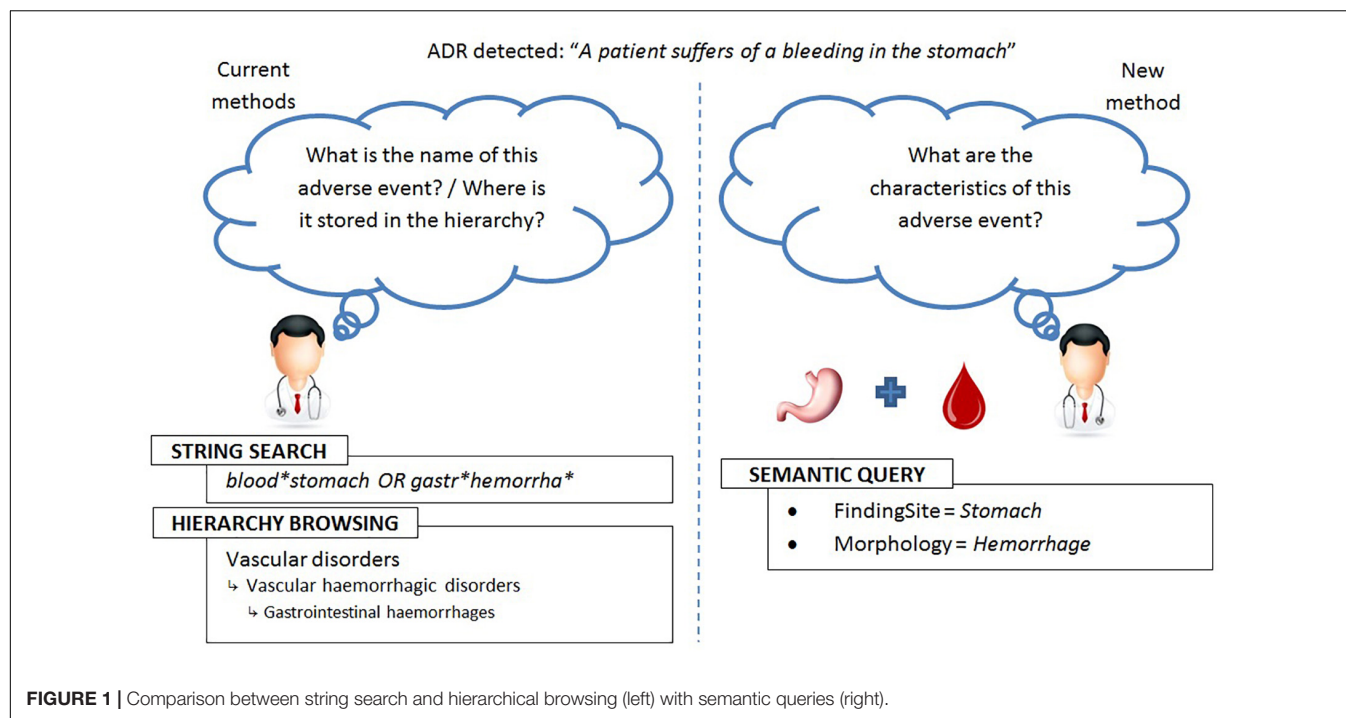 ADR detected: “A patient suffers of a bleeding in the stomach”
Current
methods
What is the name of this
adverse event? / Where is
it stored in the hierarchy?
STRING SEARCH
blood*stomach OR gastr*hemorrha*
HIERARCHY BROWSING
Vascular disorders
↳ Vascular haemorrhagic disorders
↳ Gastrointestinal haemorrhages
New
method
What are the
characteristics of this
adverse event?
SEMANTIC QUERY
• FindingSite = Stomach
• Morphology = Hemorrhage
FIGURE 1 | Comparison between string search and hierarchical browsing (left) with semantic queries (right).